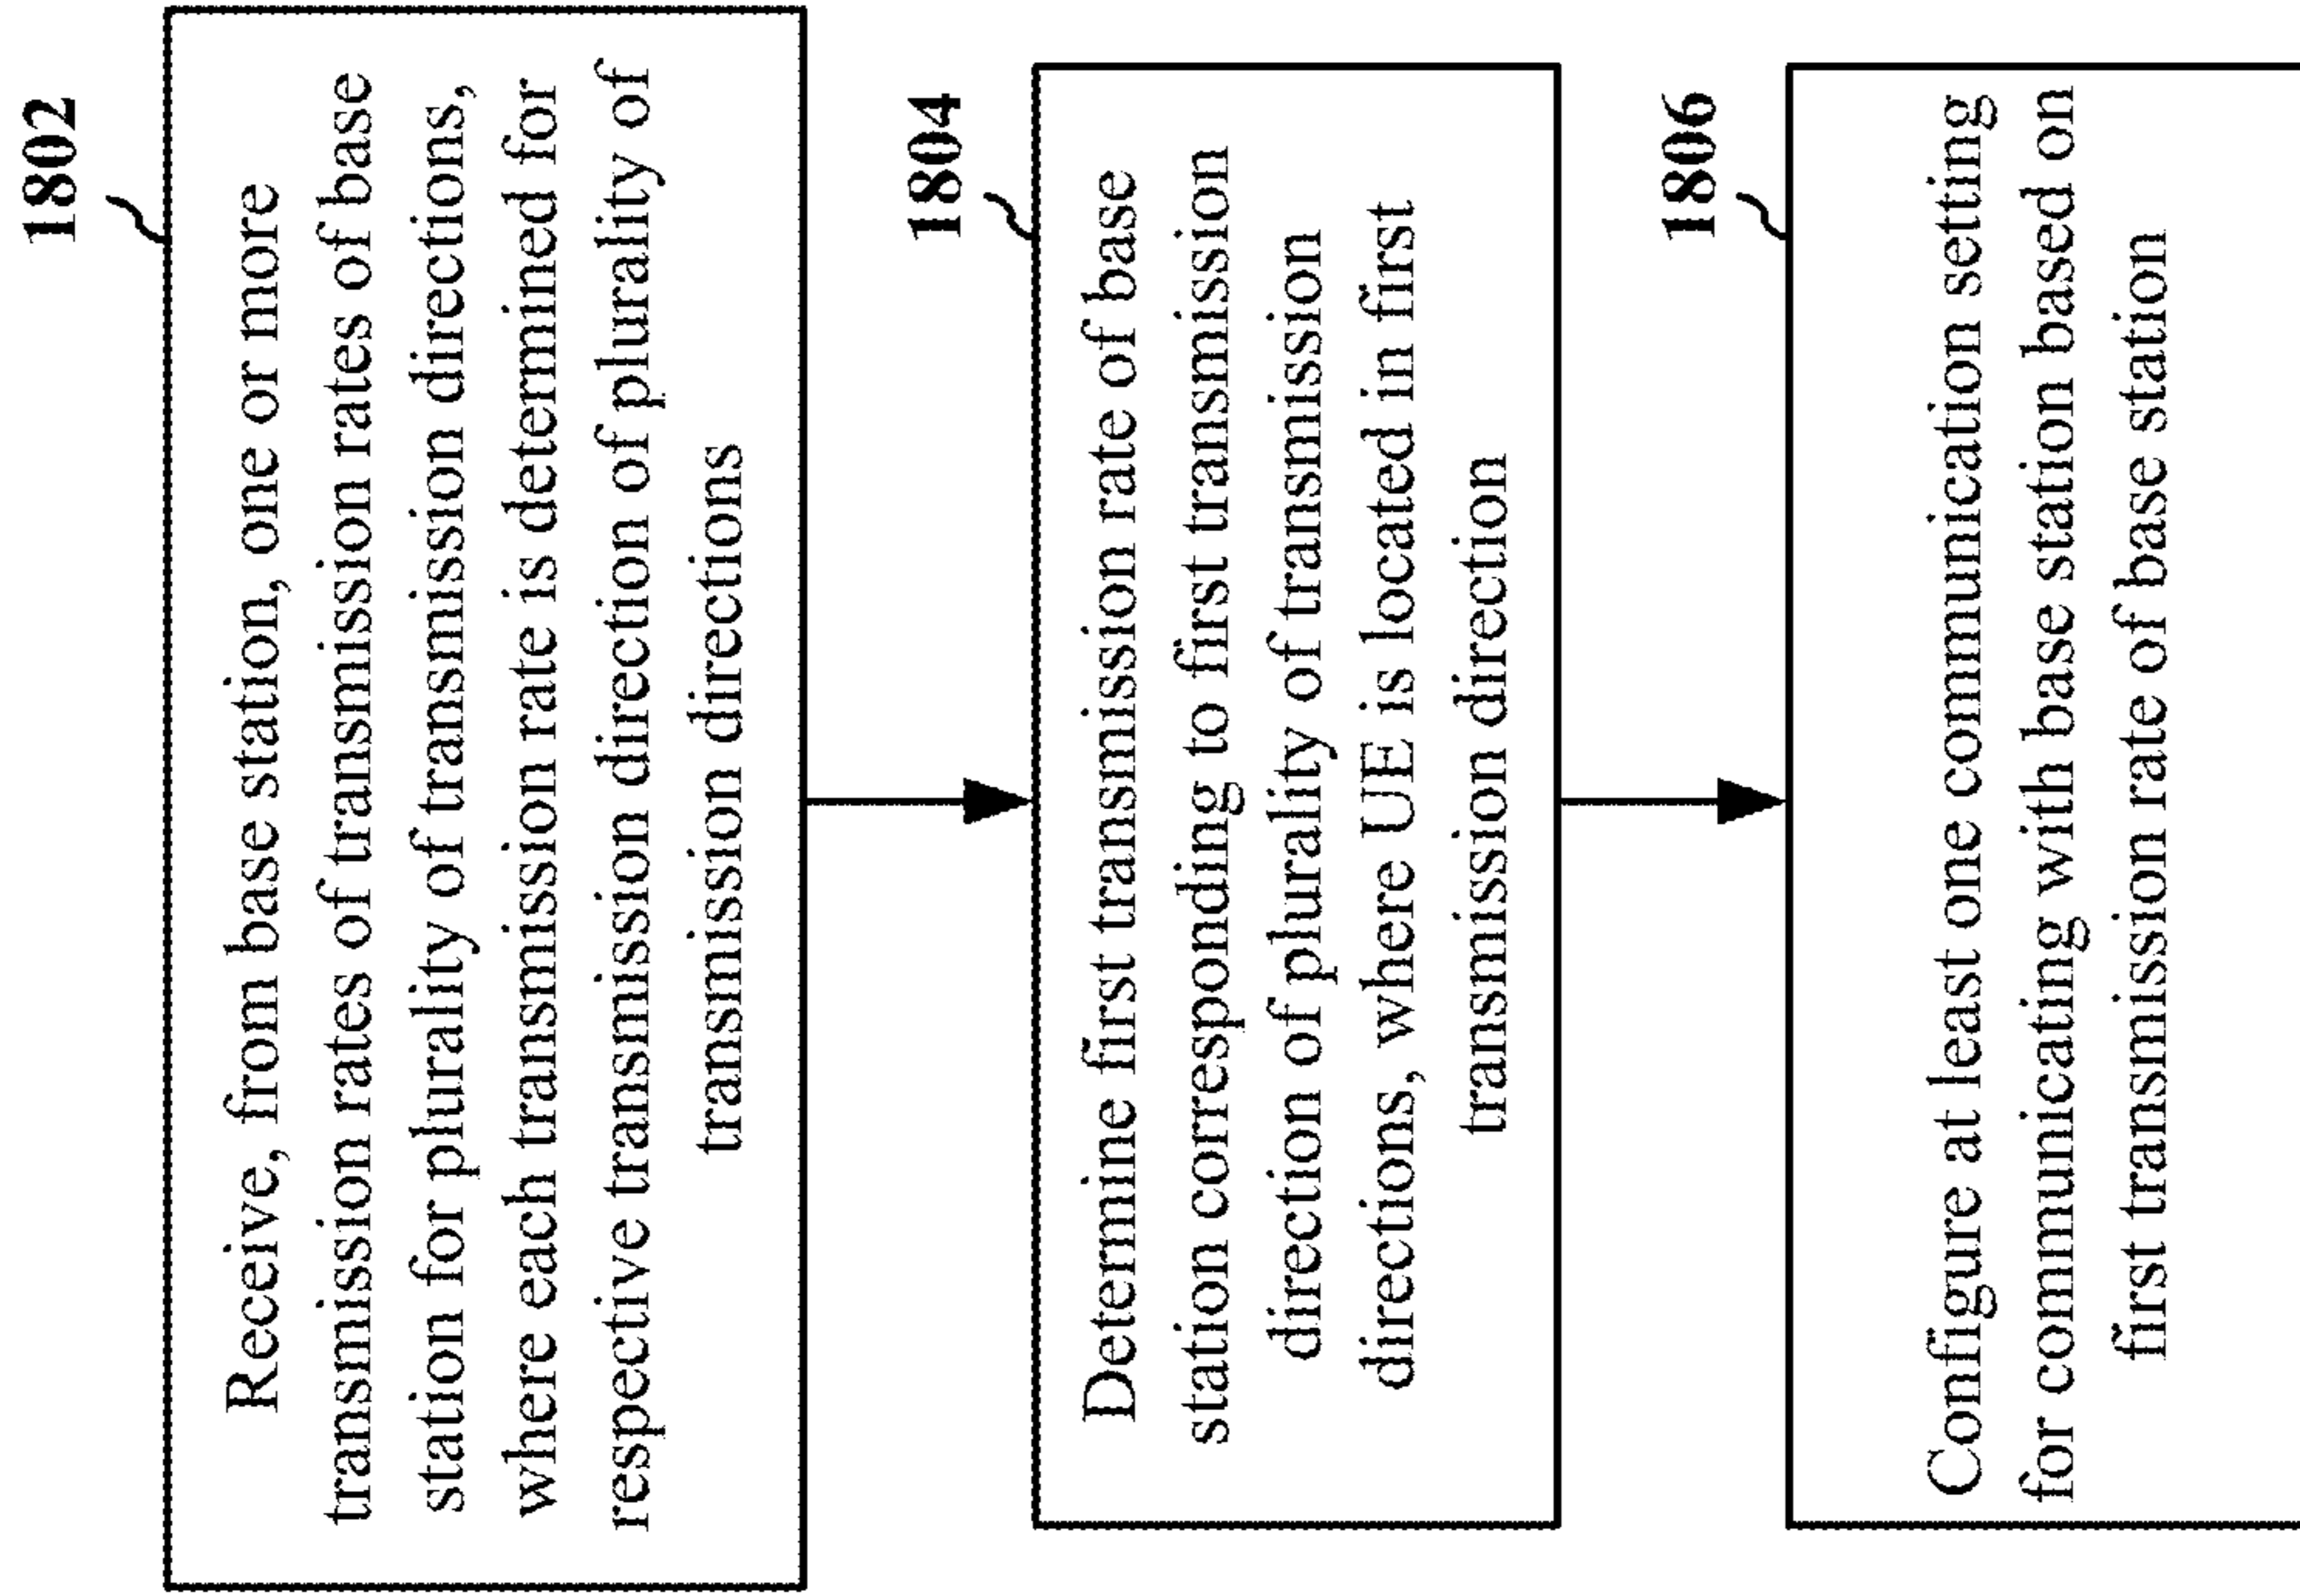 1802
Receive, from base station, one or more
transmission rates of transmission rates of base
station for plurality of transmission directions,
where each transmission rate is determined for
respective transmission direction of plurality of
transmission directions
1804
Determine first transmission rate of base
station corresponding to first transmission
direction of plurality of transmission
directions, where UE is located in first
transmission direction
1806
Configure at least one communication setting
for communicating with base station based on
first transmission rate of base station